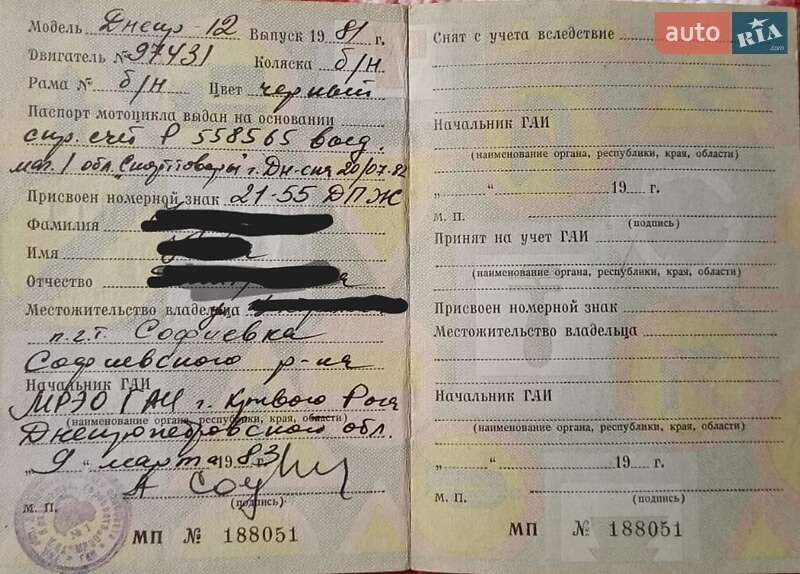 Модель Днепр-12 Выпуск 1981 г.
Двигатель № 97431 Коляска б/н
Рама № б/н Цвет черный
Паспорт мотоцикла выдан на основании
спр. счет Р 558565 выд.
маг. 1 обл. "Спорттовары" г. Дн-ска 20/07-82
Присвоен номерной знак 21-55 ДПЖ
Фамилия
Имя
Отчество
Местожительство владельца
п.г.т. Софиевка
Софиевского р-на
Начальник ГАИ
МРЭО ГАИ г. Кривого Рога
(наименование органа, республики, края, области)
Днепропетровской обл.
„ 9 “ марта 1983 г.
(подпись)
М. П.
МП № 188051
auto RIA .com
Снят с учета вследствие
Начальник ГАИ
(наименование органа, республики, края, области)
„ “ 19 г.
М. П.
(подпись)
Принят на учет ГАИ
(наименование органа, республики, края, области)
Присвоен номерной знак
Местожительство владельца
Начальник ГАИ
(наименование органа, республики, края, области)
„ “ 19 г.
М. П.
(подпись)
МП № 188051